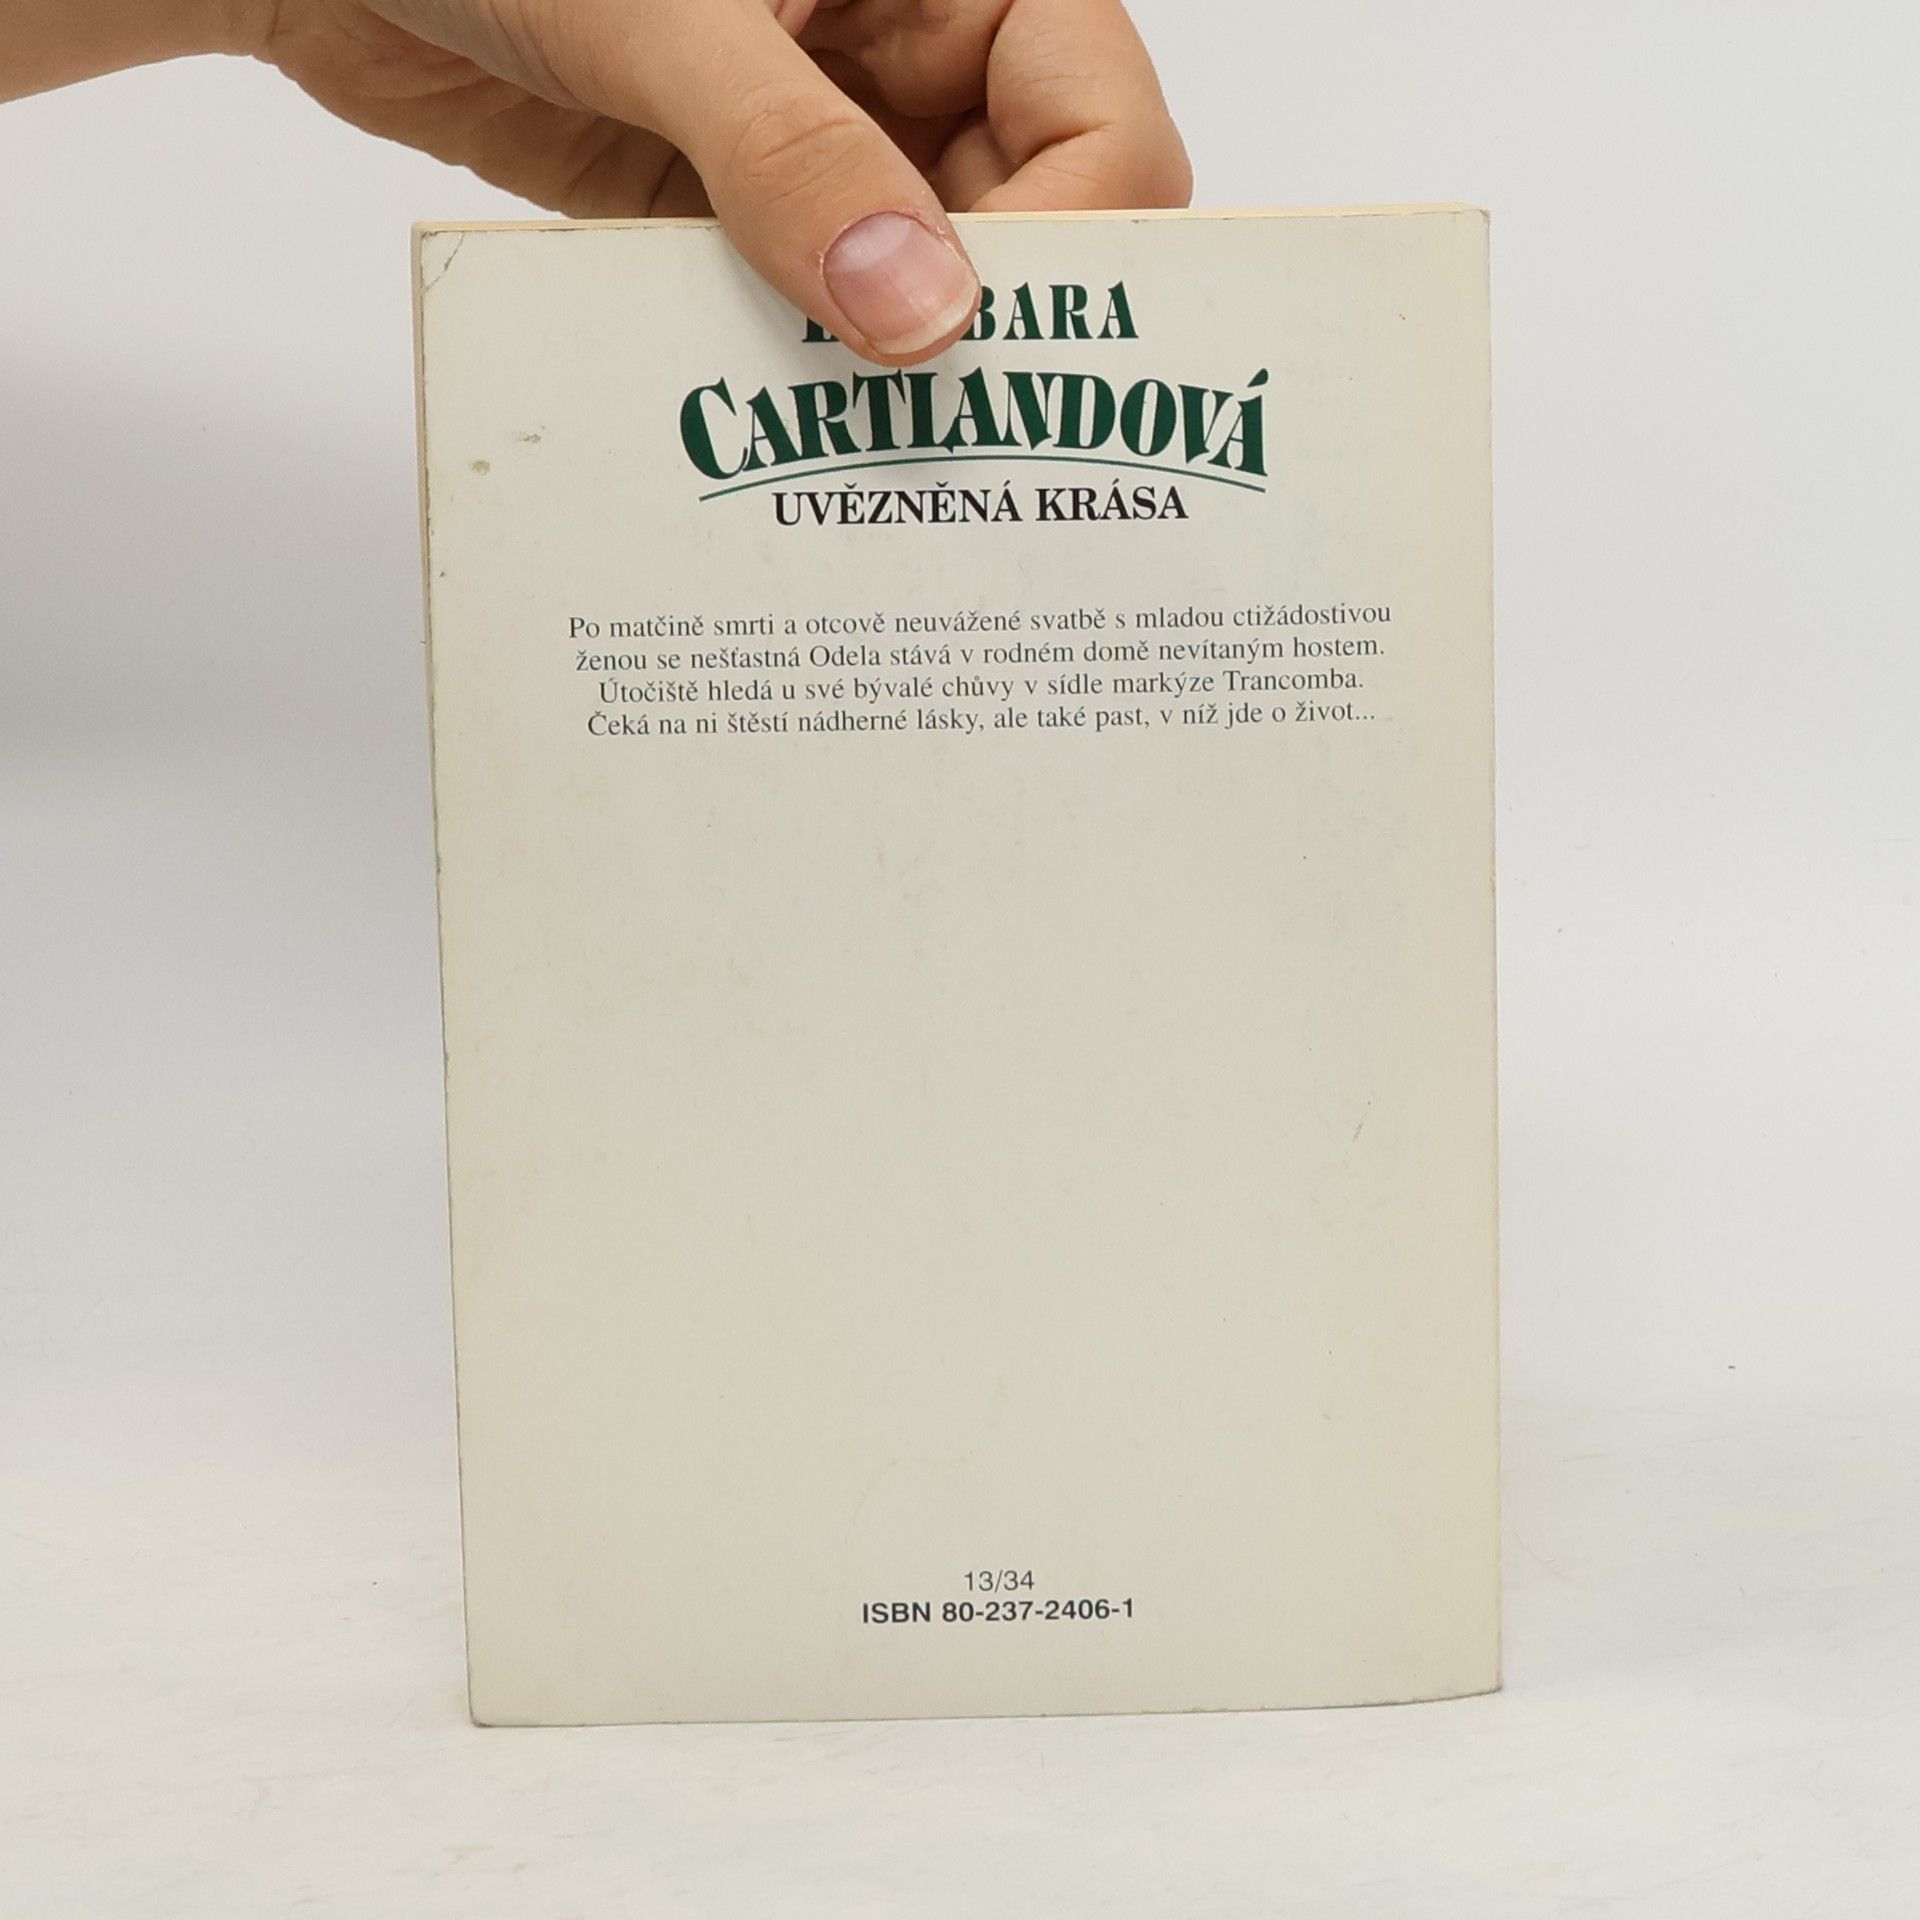 BARA
CARTLANDOVÁ
UVĚZNĚNÁ KRÁSA
Po matčině smrti a otcově neuvážené svatbě s mladou ctižádostivou
ženou se nešťastná Odela stává v rodném domě nevítaným hostem.
Útočiště hledá u své bývalé chůvy v sídle markýze Trancomba.
Čeká na ni štěstí nádherné lásky, ale také past, v níž jde o život...
13/34
ISBN 80-237-2406-1